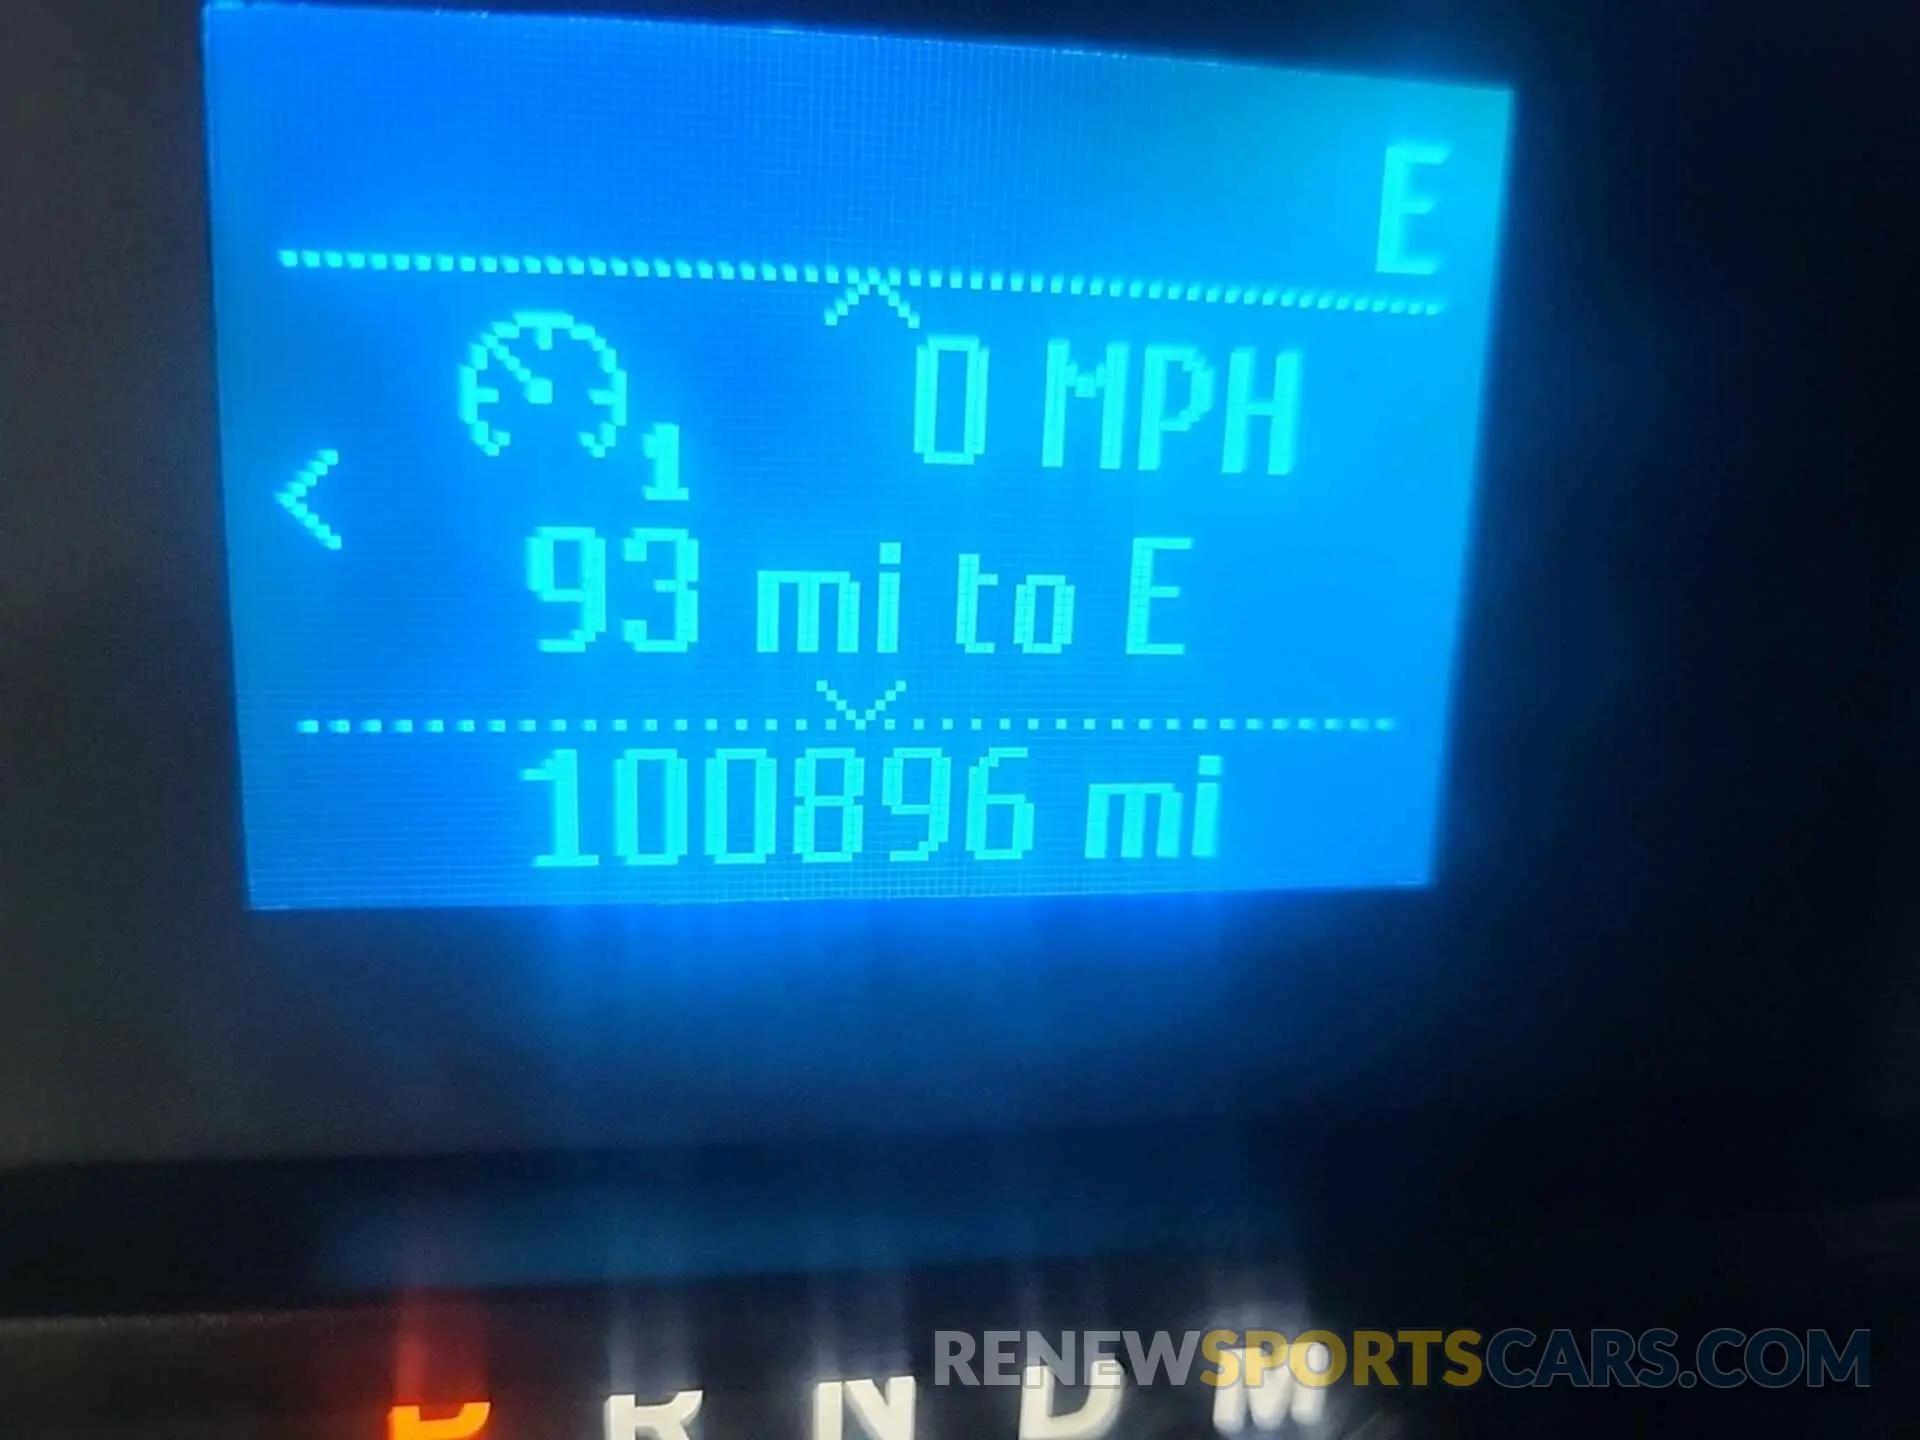 E
0 MPH
1
93 mi to E
100896 mi
P R N D M
RENEWSPORTSCARS.COM